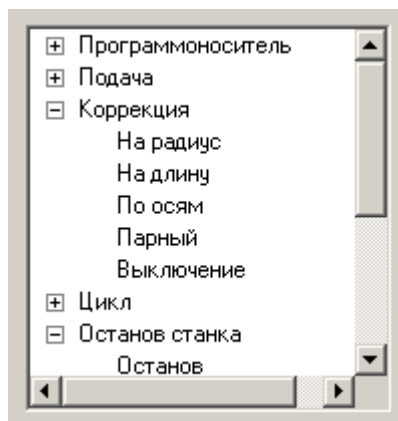 Программоноситель
Подача
Коррекция
На радиус
На длину
По осям
Парный
Выключение
Цикл
Останов станка
Останов